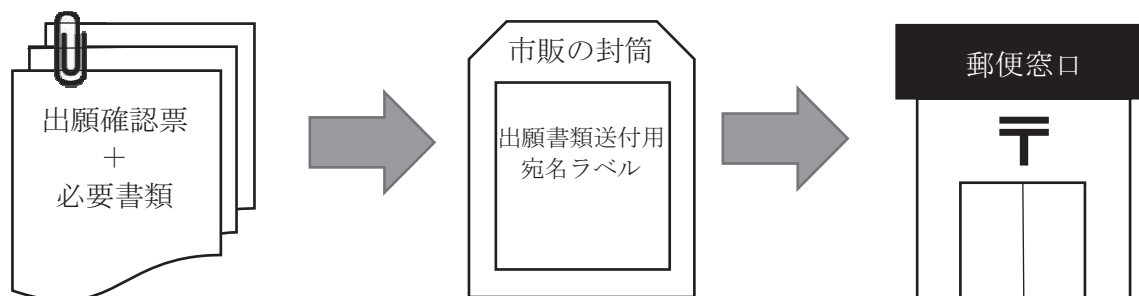 出願確認票
＋
必要書類
市販の封筒
出願書類送付用
宛名ラベル
郵便窓口
〒